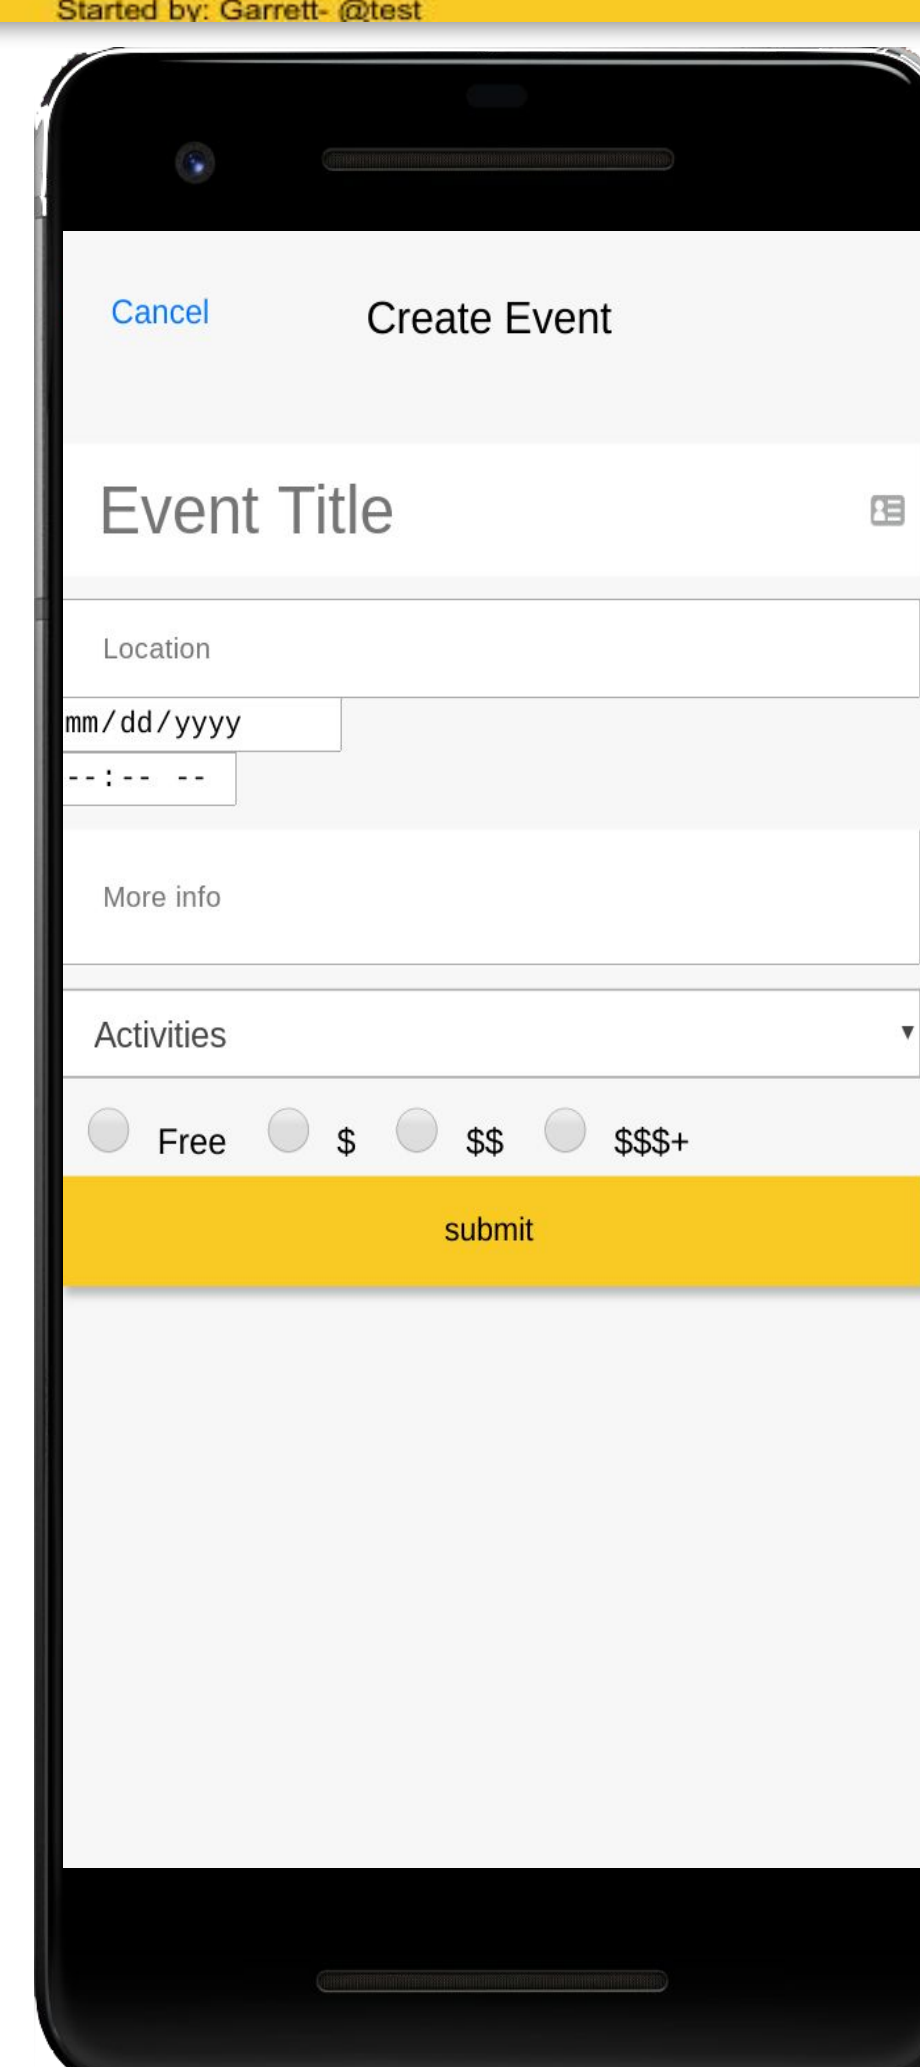 Started by: Garrett- @test
Cancel
Create Event
Event Title
Location
mm/dd/yyyy
--:-- --
More info
Activities
Free $ $$ $$$+
submit